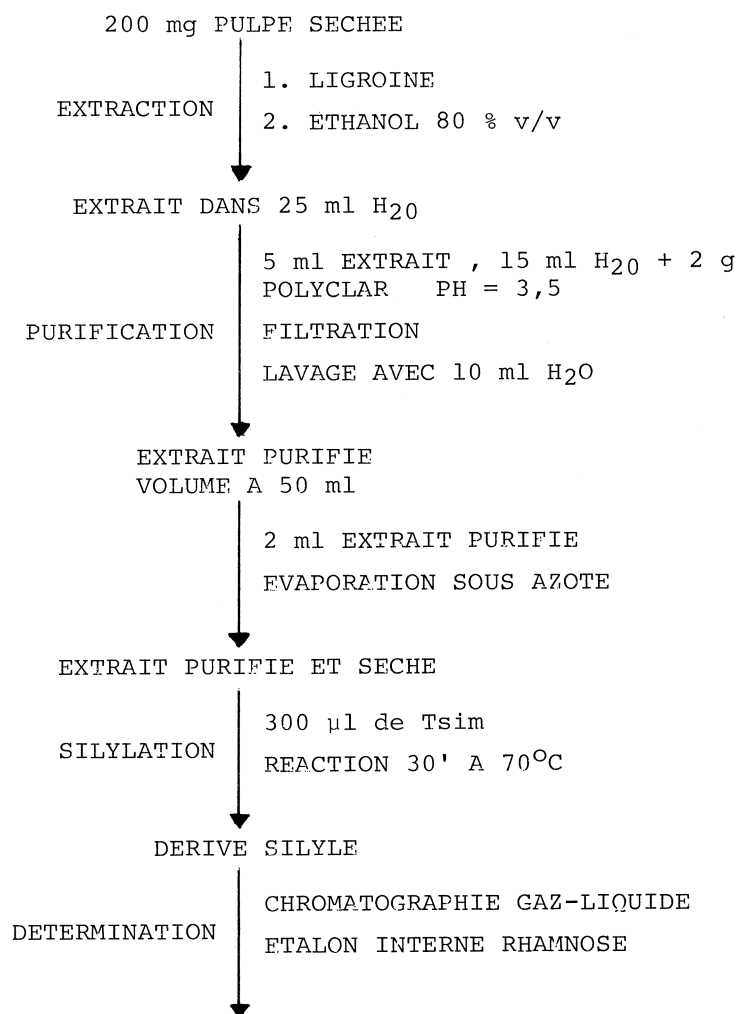 200 mg PULPE SECHEE
1. LIGROINE
EXTRACTION
2. ETHANOL 80 % v/v
EXTRAIT DANS 25 ml H20
5 ml EXTRAIT , 15 ml H20 + 2 g
POLYCLAR PH = 3,5
PURIFICATION
FILTRATION
LAVAGE AVEC 10 ml H2O
EXTRAIT PURIFIE
VOLUME A 50 ml
2 ml EXTRAIT PURIFIE
EVAPORATION SOUS AZOTE
EXTRAIT PURIFIE ET SECHE
300 µl de Tsim
SILYLATION
REACTION 30' A 70°C
DERIVE SILYLE
CHROMATOGRAPHIE GAZ-LIQUIDE
DETERMINATION
ETALON INTERNE RHAMNOSE